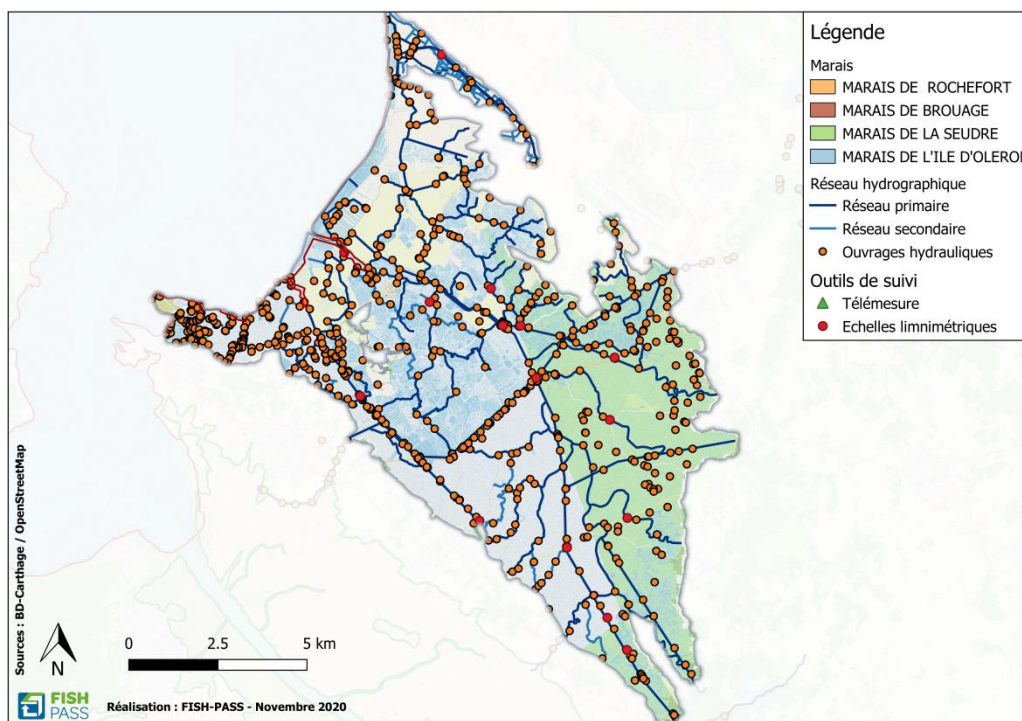 Légende
Marais
MARAIS DE ROCHEFORT
MARAIS DE BROUAGE
MARAIS DE LA SEUDRE
MARAIS DE L'ILE D'OLERON
Réseau hydrographique
Réseau primaire
Réseau secondaire
Ouvrages hydrauliques
Outils de suivi
Télémesure
Echelles limnimétriques
Sources : BD-Carthage / OpenStreetMap
N
0 2.5 5 km
FISH
PASS
Réalisation : FISH-PASS - Novembre 2020